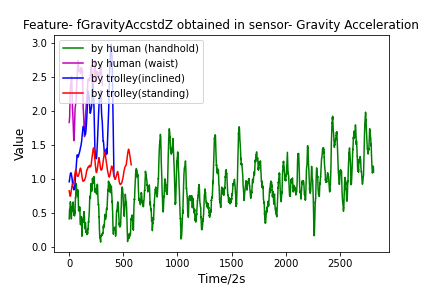 Feature- fGravityAccstdZ obtained in sensor- Gravity Acceleration
3.0
2.5
2.0
1.5
1.0
0.5
0.0
Value
by human (handhold)
by human (waist)
by trolley(inclined)
by trolley(standing)
0 500 1000 1500 2000 2500
Time/2s